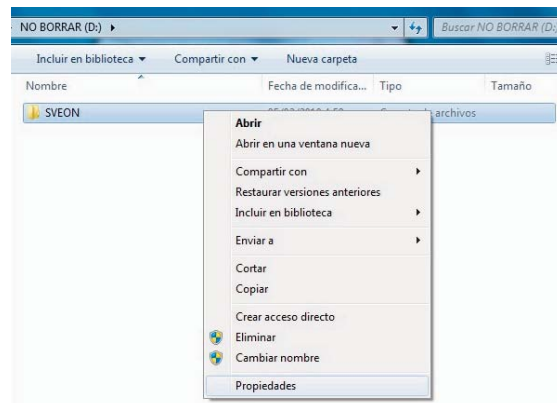 NO BORRAR (D:)
Buscar NO BORRAR (D:
Incluir en biblioteca Compartir con Nueva carpeta
Nombre Fecha de modifica... Tipo Tamaño
SVEON archivos
Abrir
Abrir en una ventana nueva
Compartir con
Restaurar versiones anteriores
Incluir en biblioteca
Enviar a
Cortar
Copiar
Crear acceso directo
Eliminar
Cambiar nombre
Propiedades